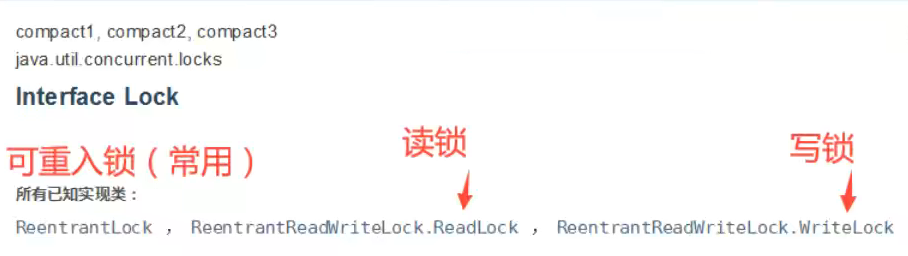 compact1, compact2, compact3
java.util.concurrent.locks
Interface Lock
可重入锁（常用）
读锁
写锁
所有已知实现类：
ReentrantLock ， ReentrantReadWriteLock.ReadLock ， ReentrantReadWriteLock.WriteLock